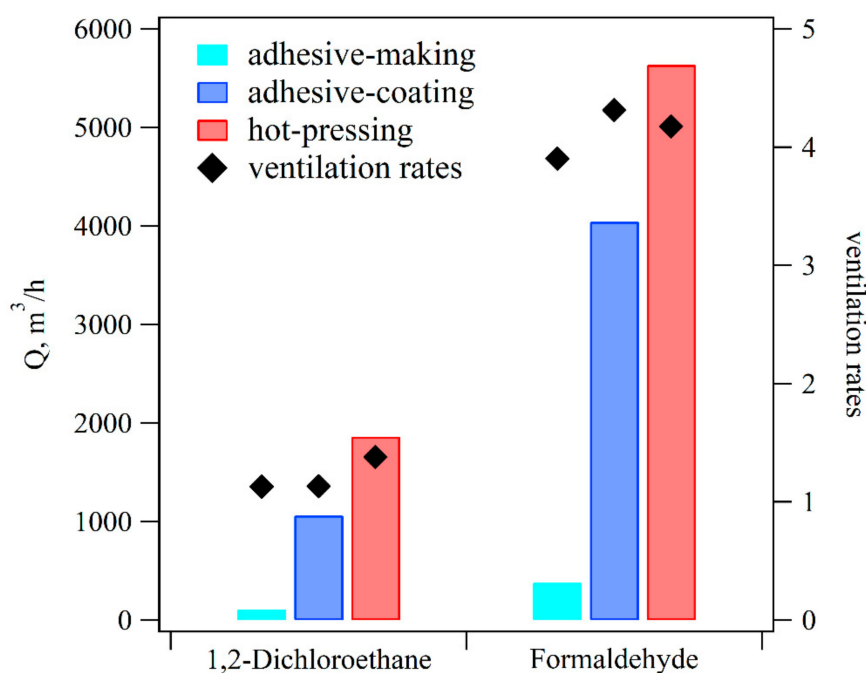 6000
5000
4000
3000
2000
1000
0
Q, m³/h
adhesive-making
adhesive-coating
hot-pressing
ventilation rates
5
4
3
2
1
0
ventilation rates
1,2-Dichloroethane
Formaldehyde